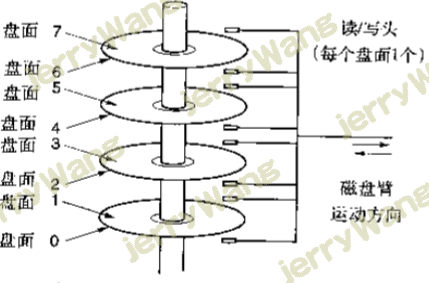 盘面 7
读/写头
(每个盘面1个)
盘面 6
盘面 5
盘面 4
盘面 3
盘面 2
磁盘臂
运动方向
盘面 1
盘面 0
jerryWang
jerryWang
jerryWang
jerryWang
jerryWang
jerryWang